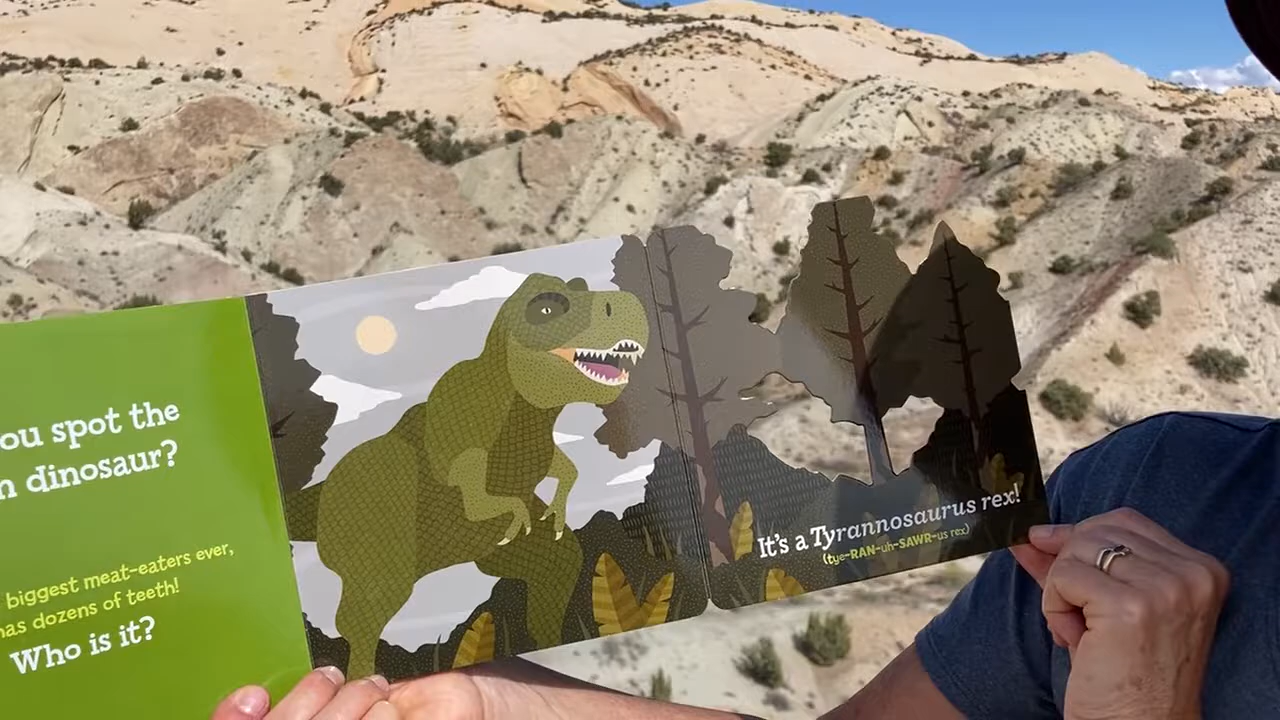 ou spot the
n dinosaur?
biggest meat-eaters ever,
has dozens of teeth!
Who is it?
It's a Tyrannosaurus rex!
(tye-RAN-uh-SAWR-us rex)